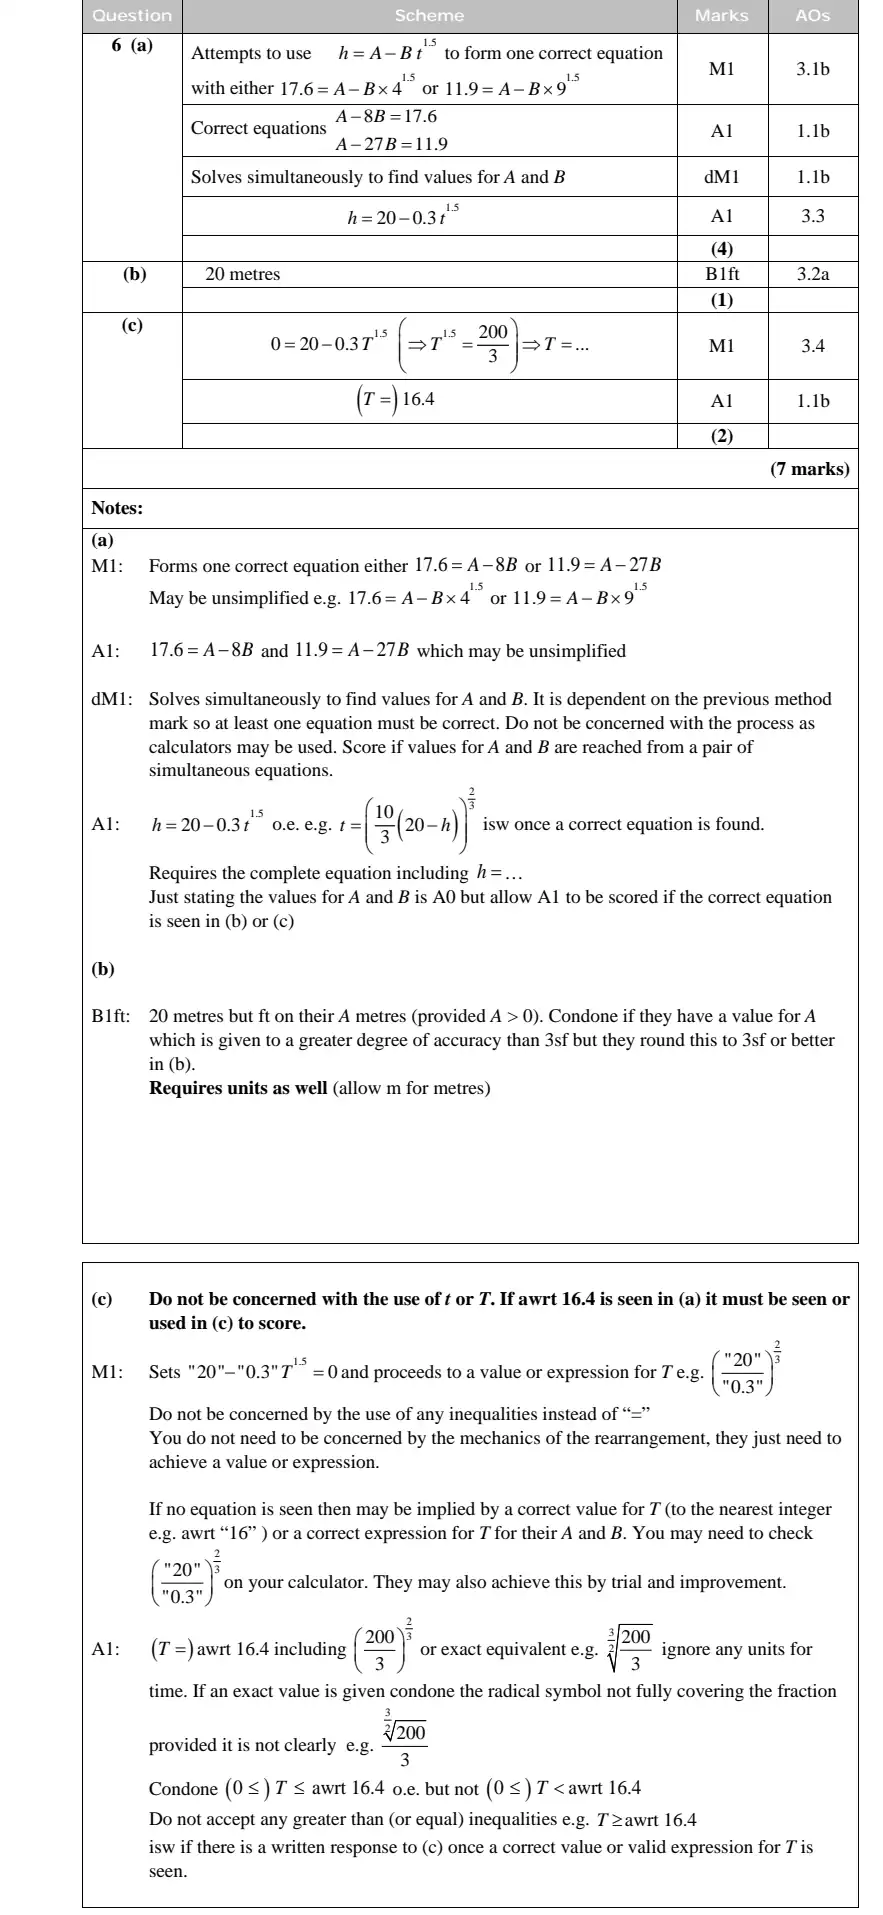 Question Scheme Marks AOs
6 (a) Attempts to use h = A − B t^1.5 to form one correct equation
with either 17.6 = A − B × 4^1.5 or 11.9 = A − B × 9^1.5 M1 3.1b
Correct equations A − 8B = 17.6
A − 27B = 11.9 A1 1.1b
Solves simultaneously to find values for A and B dM1 1.1b
h = 20 − 0.3 t^1.5 A1 3.3
(4)
(b) 20 metres B1ft 3.2a
(1)
(c) 0 = 20 − 0.3 T^1.5 (⇒ T^1.5 = 200/3) ⇒ T = ... M1 3.4
(T =) 16.4 A1 1.1b
(2)
(7 marks)
Notes:
(a)
M1: Forms one correct equation either 17.6 = A − 8B or 11.9 = A − 27B
May be unsimplified e.g. 17.6 = A − B × 4^1.5 or 11.9 = A − B × 9^1.5
A1: 17.6 = A − 8B and 11.9 = A − 27B which may be unsimplified
dM1: Solves simultaneously to find values for A and B. It is dependent on the previous method
mark so at least one equation must be correct. Do not be concerned with the process as
calculators may be used. Score if values for A and B are reached from a pair of
simultaneous equations.
A1: h = 20 − 0.3 t^1.5 o.e. e.g. t = (10/3 (20 − h))^(2/3) isw once a correct equation is found.
Requires the complete equation including h = …
Just stating the values for A and B is A0 but allow A1 to be scored if the correct equation
is seen in (b) or (c)
(b)
B1ft: 20 metres but ft on their A metres (provided A > 0). Condone if they have a value for A
which is given to a greater degree of accuracy than 3sf but they round this to 3sf or better
in (b).
Requires units as well (allow m for metres)
(c) Do not be concerned with the use of t or T. If awrt 16.4 is seen in (a) it must be seen or
used in (c) to score.
M1: Sets "20"−"0.3"T^1.5 = 0 and proceeds to a value or expression for T e.g. ("20"/"0.3")^(2/3)
Do not be concerned by the use of any inequalities instead of “=”
You do not need to be concerned by the mechanics of the rearrangement, they just need to
achieve a value or expression.
If no equation is seen then may be implied by a correct value for T (to the nearest integer
e.g. awrt “16” ) or a correct expression for T for their A and B. You may need to check
("20"/"0.3")^(2/3) on your calculator. They may also achieve this by trial and improvement.
A1: (T =) awrt 16.4 including (200/3)^(2/3) or exact equivalent e.g. ∛^(3/2)√(200/3) ignore any units for
time. If an exact value is given condone the radical symbol not fully covering the fraction
provided it is not clearly e.g. ^(3/2)√200/3
Condone (0 ≤) T ≤ awrt 16.4 o.e. but not (0 ≤) T < awrt 16.4
Do not accept any greater than (or equal) inequalities e.g. T ≥ awrt 16.4
isw if there is a written response to (c) once a correct value or valid expression for T is
seen.